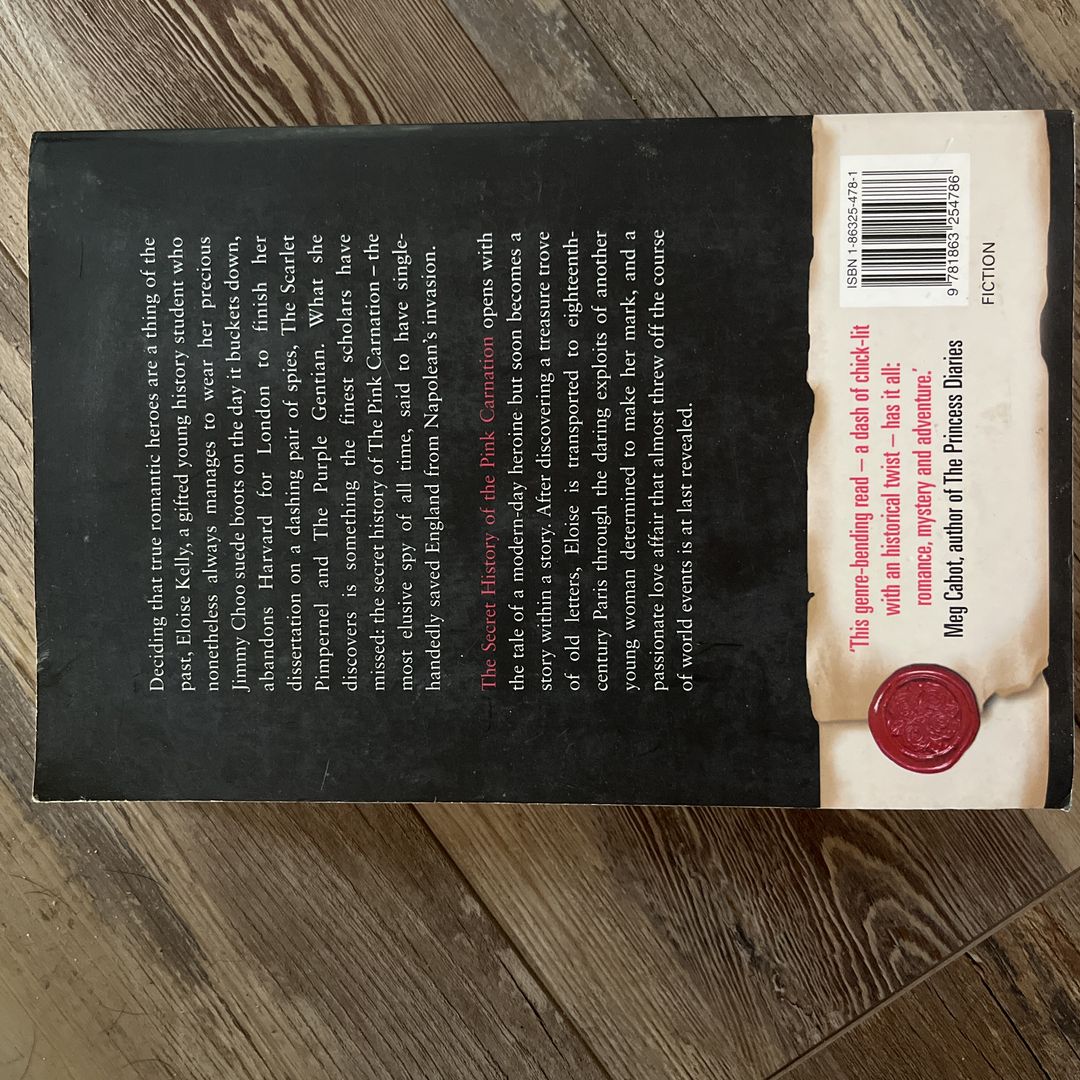 Deciding that true romantic heroes are a thing of the
past, Eloise Kelly, a gifted young history student who
nonetheless always manages to wear her precious
Jimmy Choo suede boots on the day it buckets down,
abandons Harvard for London to finish her
dissertation on a dashing pair of spies, The Scarlet
Pimpernel and The Purple Gentian. What she
discovers is something the finest scholars have
missed: the secret history of The Pink Carnation – the
most elusive spy of all time, said to have single-
handedly saved England from Napolean's invasion.
The Secret History of the Pink Carnation opens with
the tale of a modern-day heroine but soon becomes a
story within a story. After discovering a treasure trove
of old letters, Eloise is transported to eighteenth-
century Paris through the daring exploits of another
young woman determined to make her mark, and a
passionate love affair that almost threw off the course
of world events is at last revealed.
'This genre-bending read – a dash of chick-lit
with an historical twist – has it all:
romance, mystery and adventure.'
Meg Cabot, author of The Princess Diaries
ISBN 1-86325-478-1
9 781863 254786
FICTION